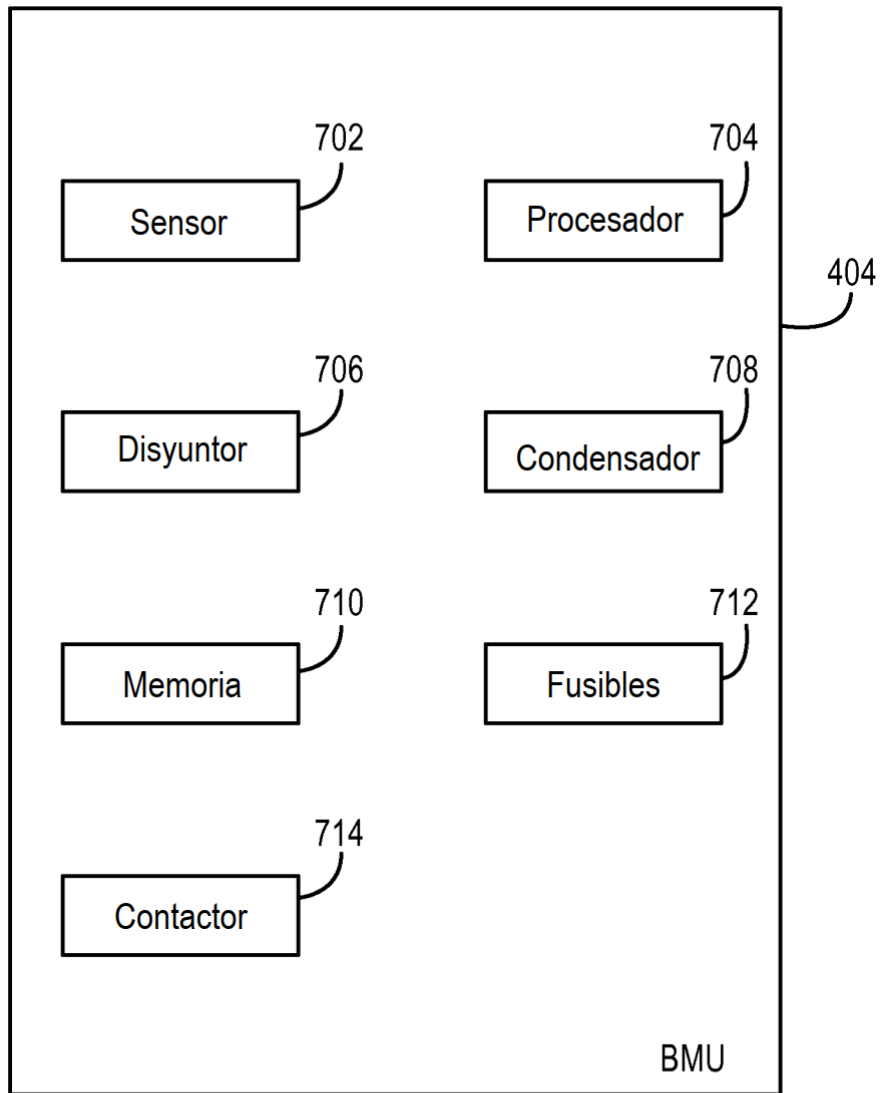 702
704
Sensor
Procesador
404
706
708
Disyuntor
Condensador
710
712
Memoria
Fusibles
714
Contactor
BMU